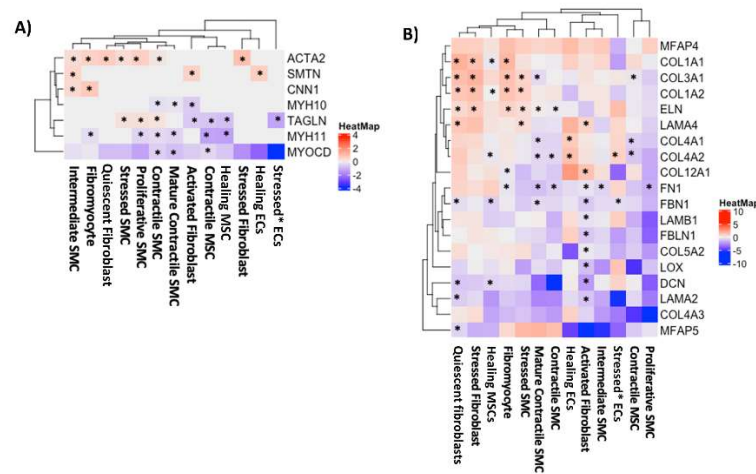 A)
ACTA2
SMTN
CNN1
MYH10
TAGLN
MYH11
MYOCD
HeatMap
4
2
0
-2
-4
Intermediate SMC
Fibromyocyte
Quiescent Fibroblast
Stressed SMC
Proliferative SMC
Contractile SMC
Mature Contractile SMC
Activated Fibroblast
Contractile MSC
Healing MSC
Stressed Fibroblast
Healing ECs
Stressed* ECs
B)
MFAP4
COL1A1
COL3A1
COL1A2
ELN
LAMA4
COL4A1
COL4A2
COL12A1
FN1
FBN1
LAMB1
FBLN1
COL5A2
LOX
DCN
LAMA2
COL4A3
MFAP5
HeatMap
10
5
0
-5
-10
Quiescent fibroblasts
Stressed Fibroblast
Healing MSCs
Fibromyocyte
Stressed SMC
Mature Contractile SMC
Contractile SMC
Healing ECs
Activated Fibroblast
Intermediate SMC
Stressed* ECs
Contractile MSC
Proliferative SMC